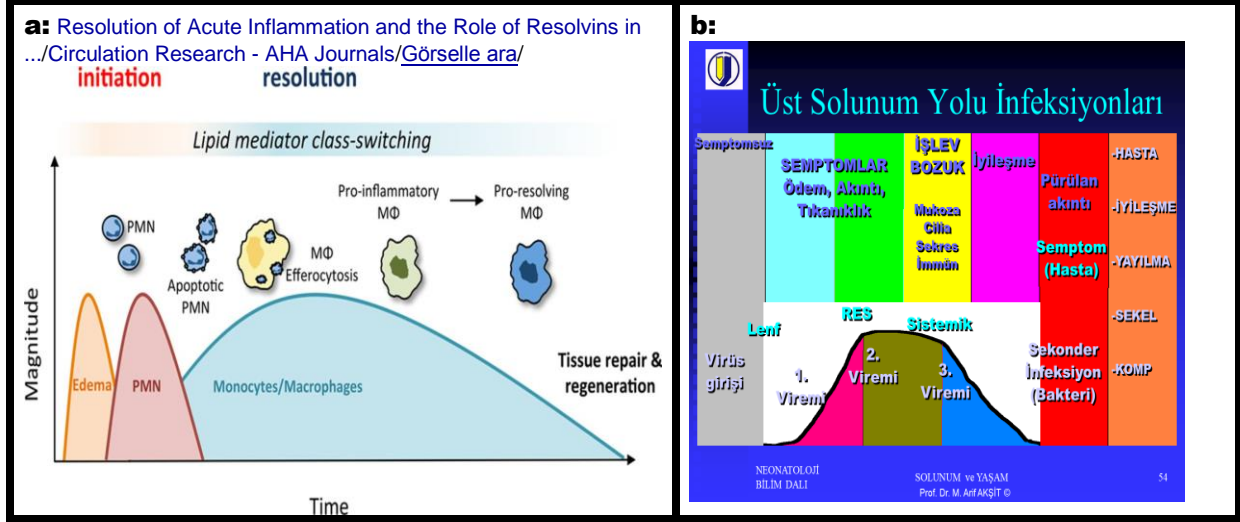 a: Resolution of Acute Inflammation and the Role of Resolvins in
.../Circulation Research - AHA Journals/Görselle ara/
initiation
resolution
Lipid mediator class-switching
Pro-inflammatory
MΦ
Pro-resolving
MΦ
PMN
Apoptotic
PMN
MΦ
Efferocytosis
Magnitude
Edema
PMN
Monocytes/Macrophages
Tissue repair &
regeneration
Time
b:
Üst Solunum Yolu İnfeksiyonları
Semptomsuz
SEMPTOMLAR
Ödem, Akıntı,
Tıkanıklık
İŞLEV
BOZUK
Mukoza
Cilia
Sekres
İmmün
İyileşme
Pürülan
akıntı
Semptom
(Hasta)
-HASTA
-İYİLEŞME
-YAYILMA
-SEKEL
-KOMP
Lenf
RES
Sistemik
Virüs
girişi
1.
Viremi
2.
Viremi
3.
Viremi
Sekonder
İnfeksiyon
(Bakteri)
NEONATOLOJİ
BİLİM DALI
SOLUNUM ve YAŞAM
Prof. Dr. M. Arif AKŞİT ©
54